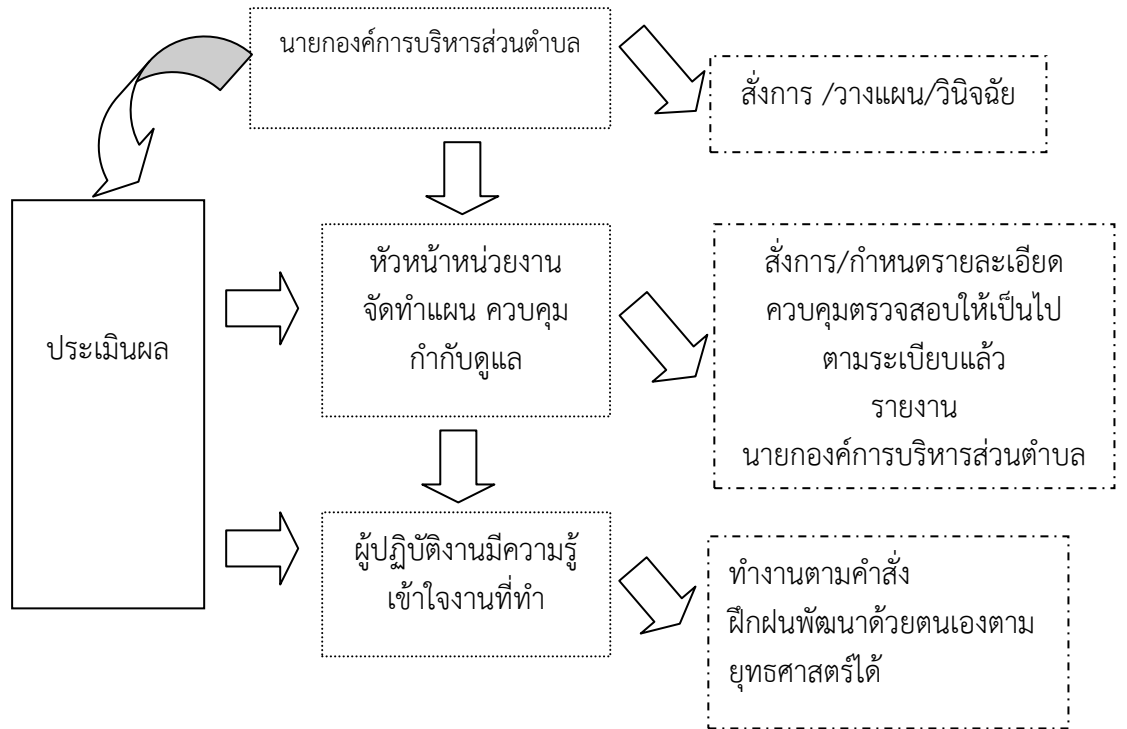 นายกองค์การบริหารส่วนตำบล
สั่งการ /วางแผน/วินิจฉัย
ประเมินผล
หัวหน้าหน่วยงาน
จัดทำแผน ควบคุม
กำกับดูแล
สั่งการ/กำหนดรายละเอียด
ควบคุมตรวจสอบให้เป็นไป
ตามระเบียบแล้ว
รายงาน
นายกองค์การบริหารส่วนตำบล
ผู้ปฏิบัติงานมีความรู้
เข้าใจงานที่ทำ
ทำงานตามคำสั่ง
ฝึกฝนพัฒนาด้วยตนเองตาม
ยุทธศาสตร์ได้